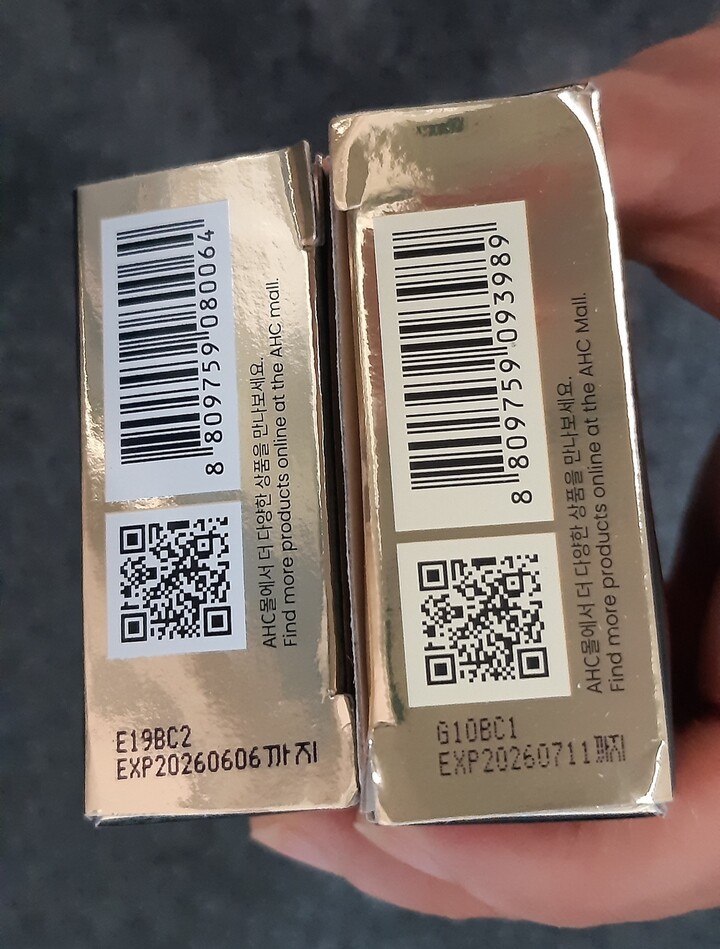 8 809759 080064
AHC몰에서 더 다양한 상품을 만나보세요.
Find more products online at the AHC mall.
E19BC2
EXP20260606까지
8 809759 093989
AHC몰에서 더 다양한 상품을 만나보세요.
Find more products online at the AHC Mall.
G10BC1
EXP20260711까지